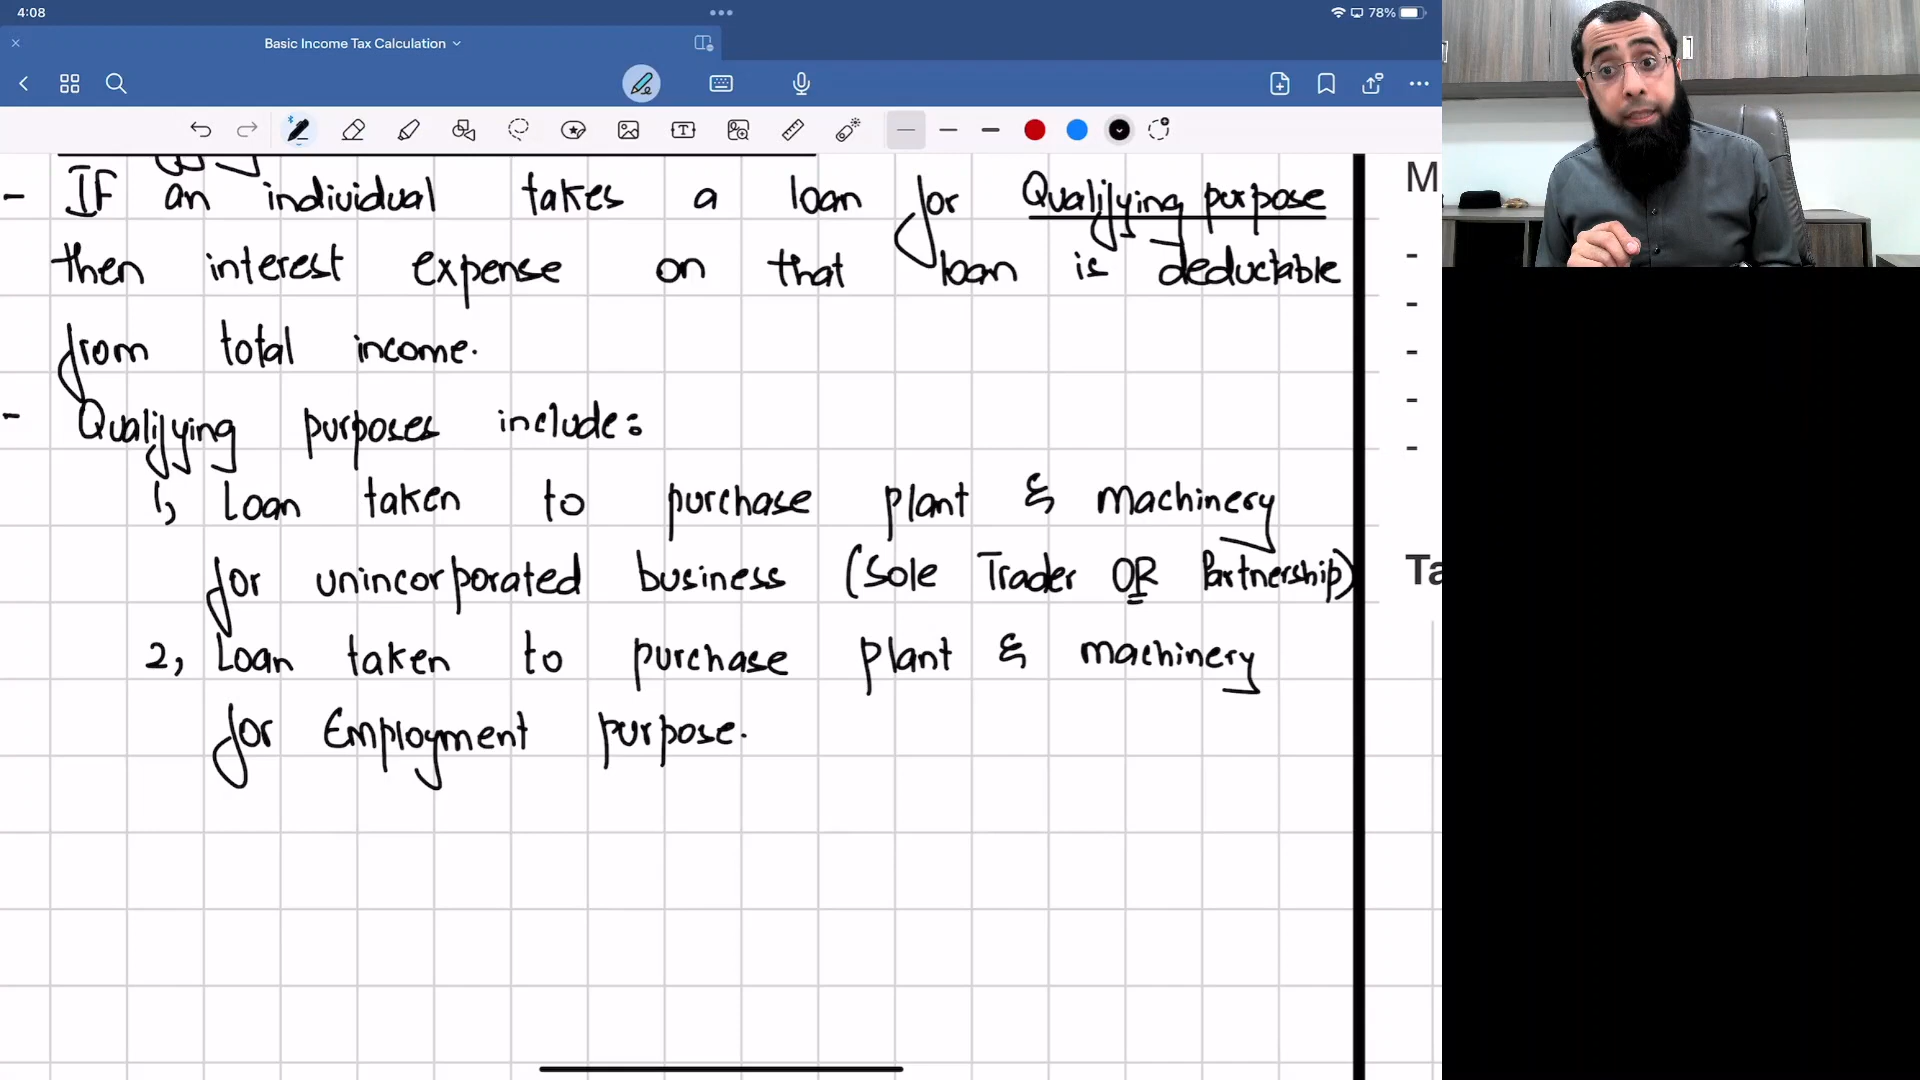 4:08
78%
Basic Income Tax Calculation
- IF an individual takes a loan for Qualifying purpose
then interest expense on that loan is deductable
from total income.
- Qualifying purposes include:
1, Loan taken to purchase plant & machinery
for unincorporated business (Sole Trader OR Partnership)
2, Loan taken to purchase plant & machinery
for Employment purpose.
M
-
-
-
-
-
Ta